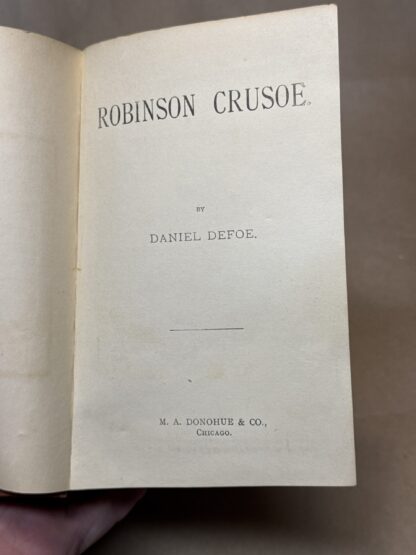 ROBINSON CRUSOE.
BY
DANIEL DEFOE.
M. A. DONOHUE & CO.,
CHICAGO.